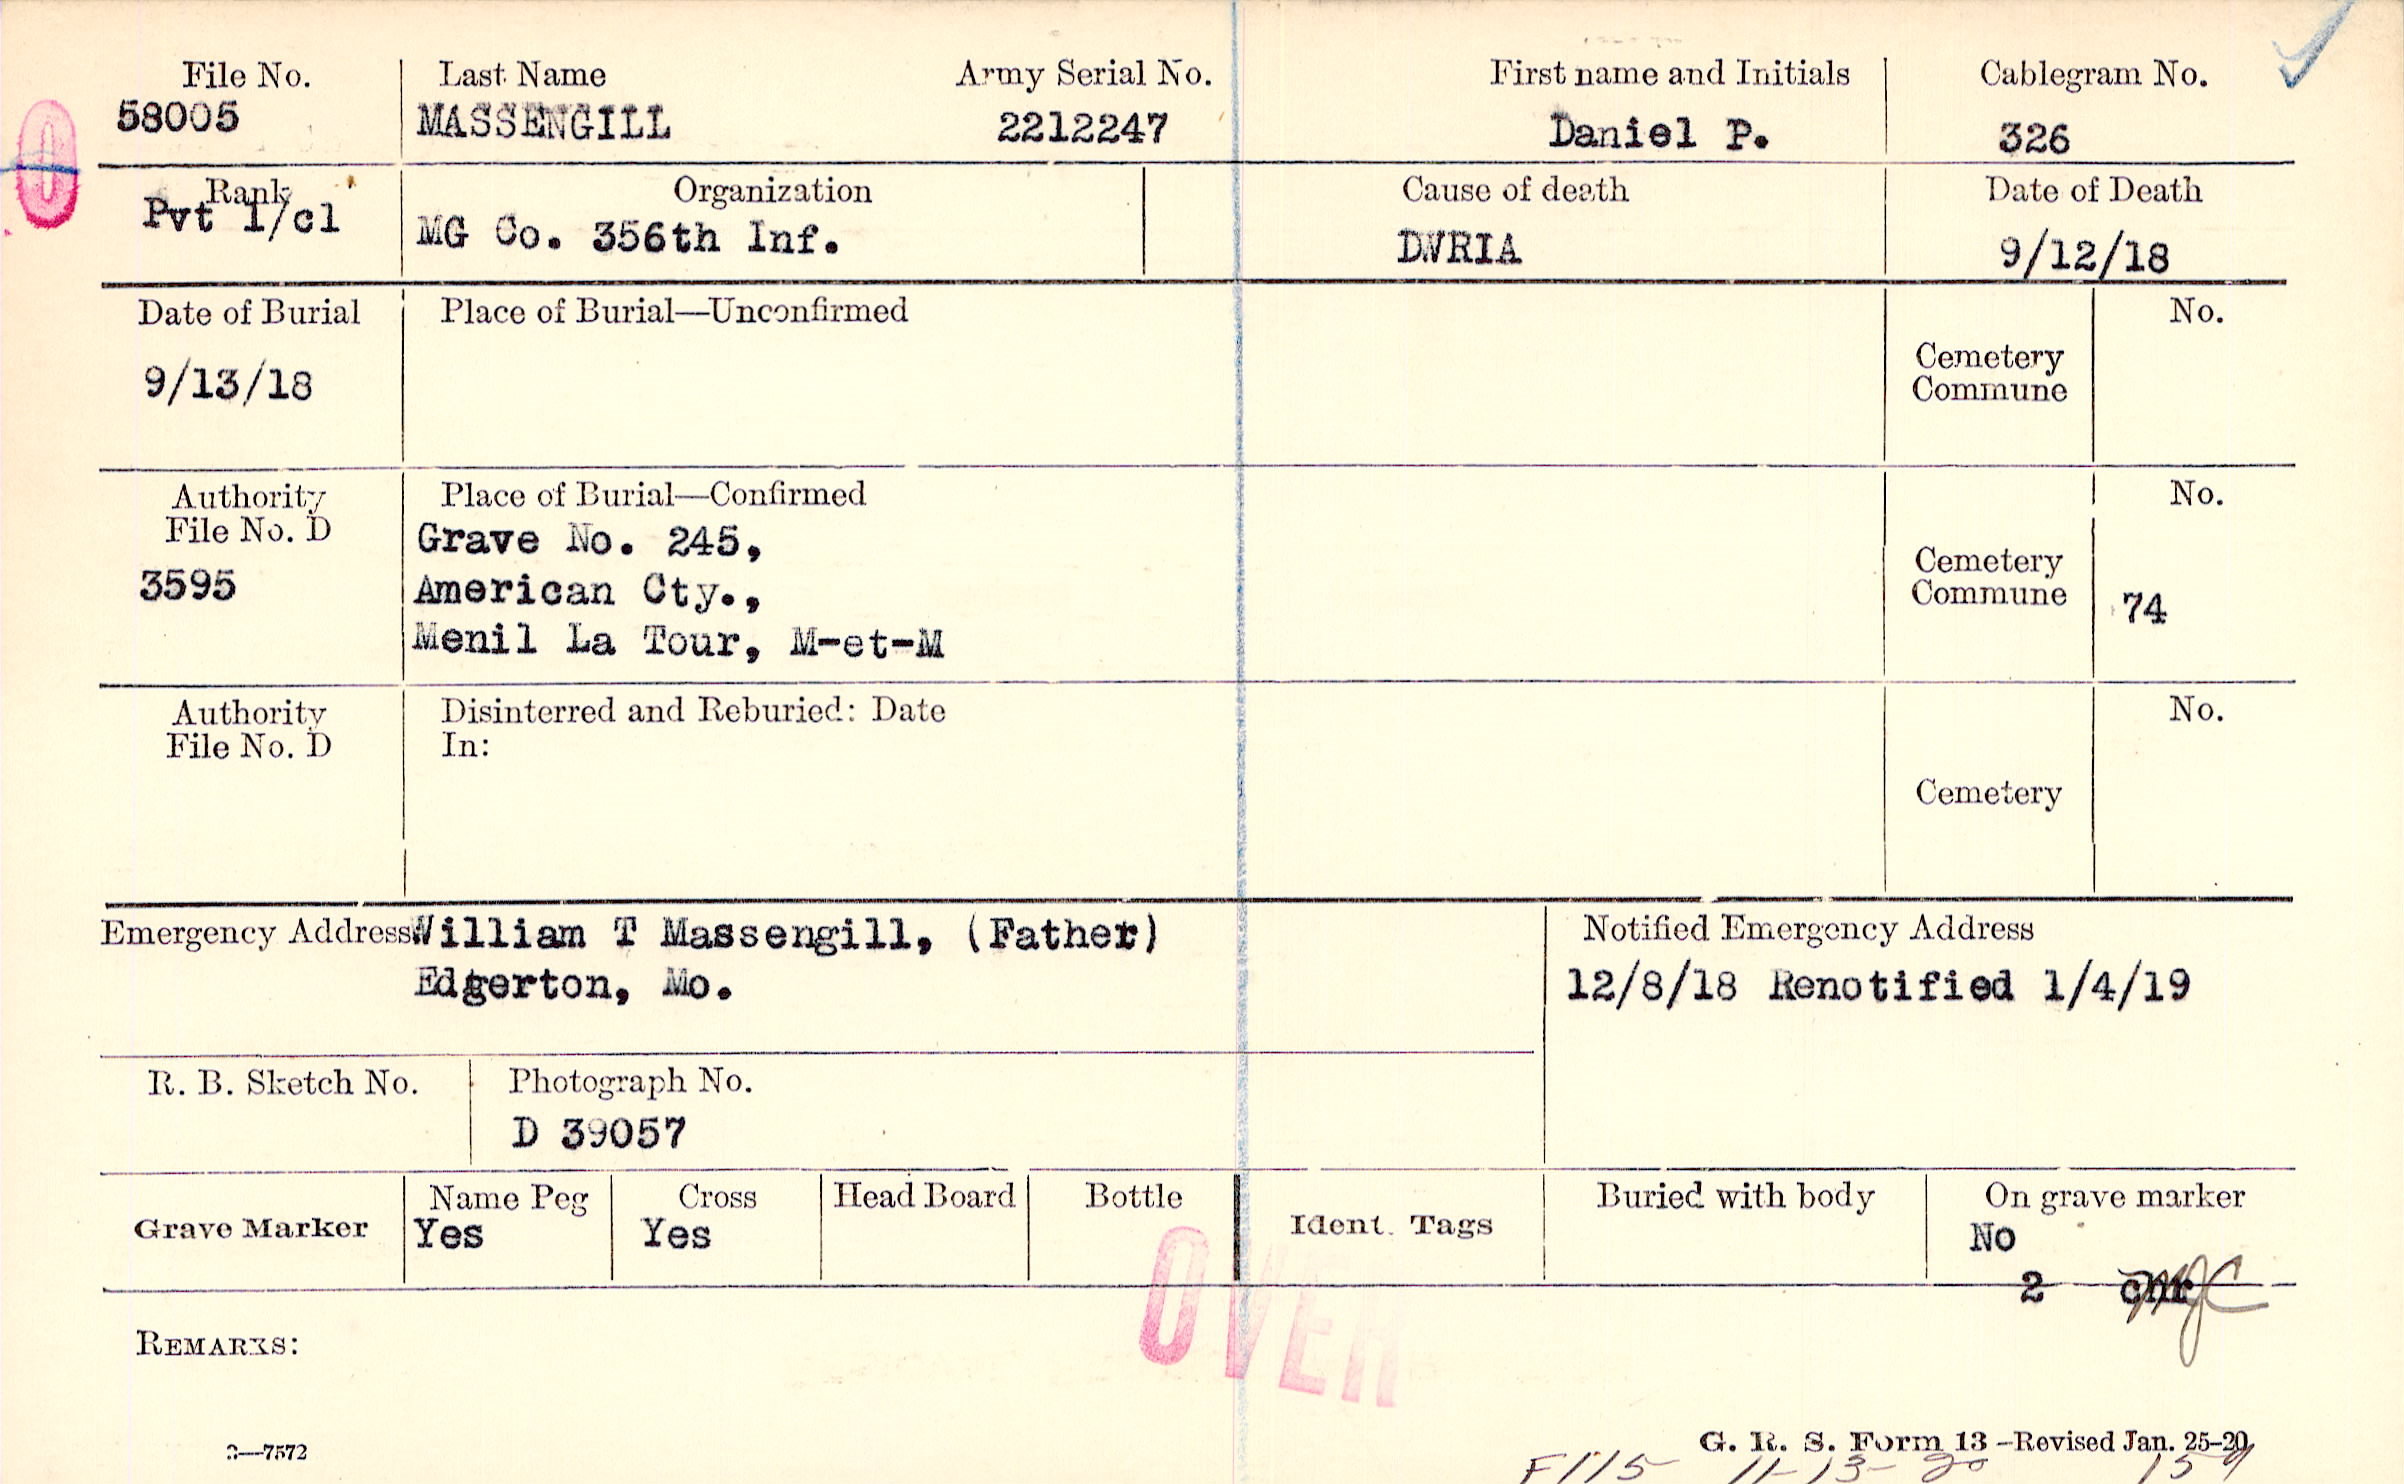 File No. Last Name Army Serial No. First name and Initials Cablegram No.
58005 MASSENGILL 2212247 Daniel P. 326
Rank Organization Cause of death Date of Death
Pvt 1/cl MG Co. 356th Inf. DWRIA 9/12/18
Date of Burial Place of Burial—Unconfirmed No.
9/13/18 Cemetery
Commune
Authority Place of Burial—Confirmed No.
File No. D Grave No. 245,
3595 American Cty., Cemetery
Commune 74
Menil La Tour, M-et-M
Authority Disinterred and Reburied: Date No.
File No. D In:
Cemetery
Emergency Address William T Massengill, (Father) Notified Emergency Address
Edgerton, Mo. 12/8/18 Renotified 1/4/19
R. B. Sketch No. Photograph No.
D 39057
Grave Marker Name Peg Cross Head Board Bottle Ident. Tags Buried with body On grave marker
Yes Yes No
2
OVER
REMARKS:
3—7572 G. R. S. Form 13—Revised Jan. 25-20
F115 11-13-20